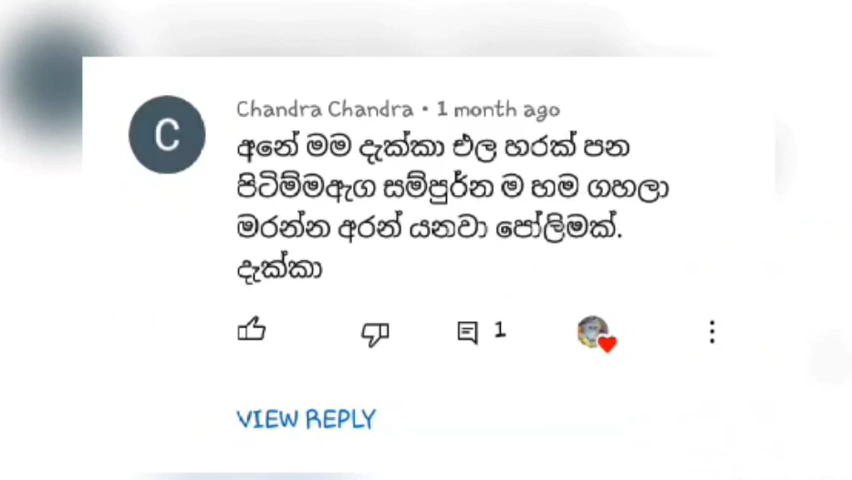 Chandra Chandra • 1 month ago
C
අනේ මම දැක්කා එල හරක් පන
පිටිම්මඇග සම්පුර්න ම හම ගහලා
මරන්න අරන් යනවා පෝලිමක්.
දැක්කා
1
VIEW REPLY